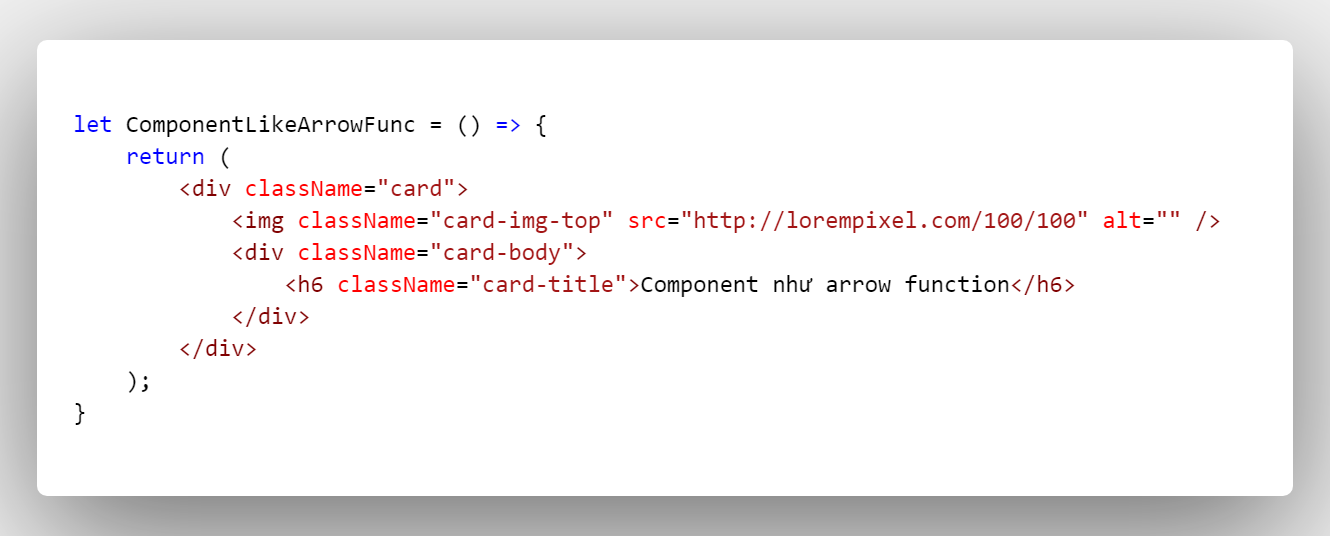 let ComponentLikeArrowFunc = () => {
    return (
        <div className="card">
            <img className="card-img-top" src="http://lorempixel.com/100/100" alt="" />
            <div className="card-body">
                <h6 className="card-title">Component như arrow function</h6>
            </div>
        </div>
    );
}